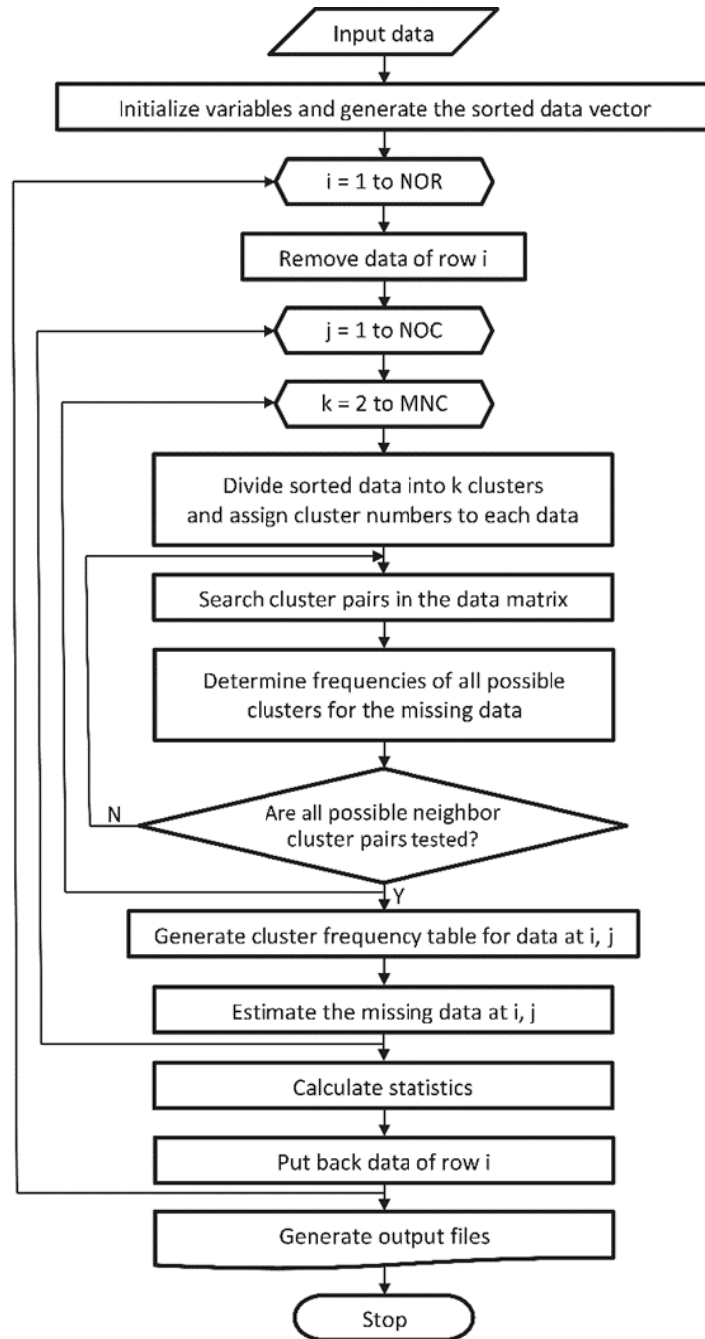 Input data
Initialize variables and generate the sorted data vector
i = 1 to NOR
Remove data of row i
j = 1 to NOC
k = 2 to MNC
Divide sorted data into k clusters
and assign cluster numbers to each data
Search cluster pairs in the data matrix
Determine frequencies of all possible
clusters for the missing data
N
Are all possible neighbor
cluster pairs tested?
Y
Generate cluster frequency table for data at i, j
Estimate the missing data at i, j
Calculate statistics
Put back data of row i
Generate output files
Stop